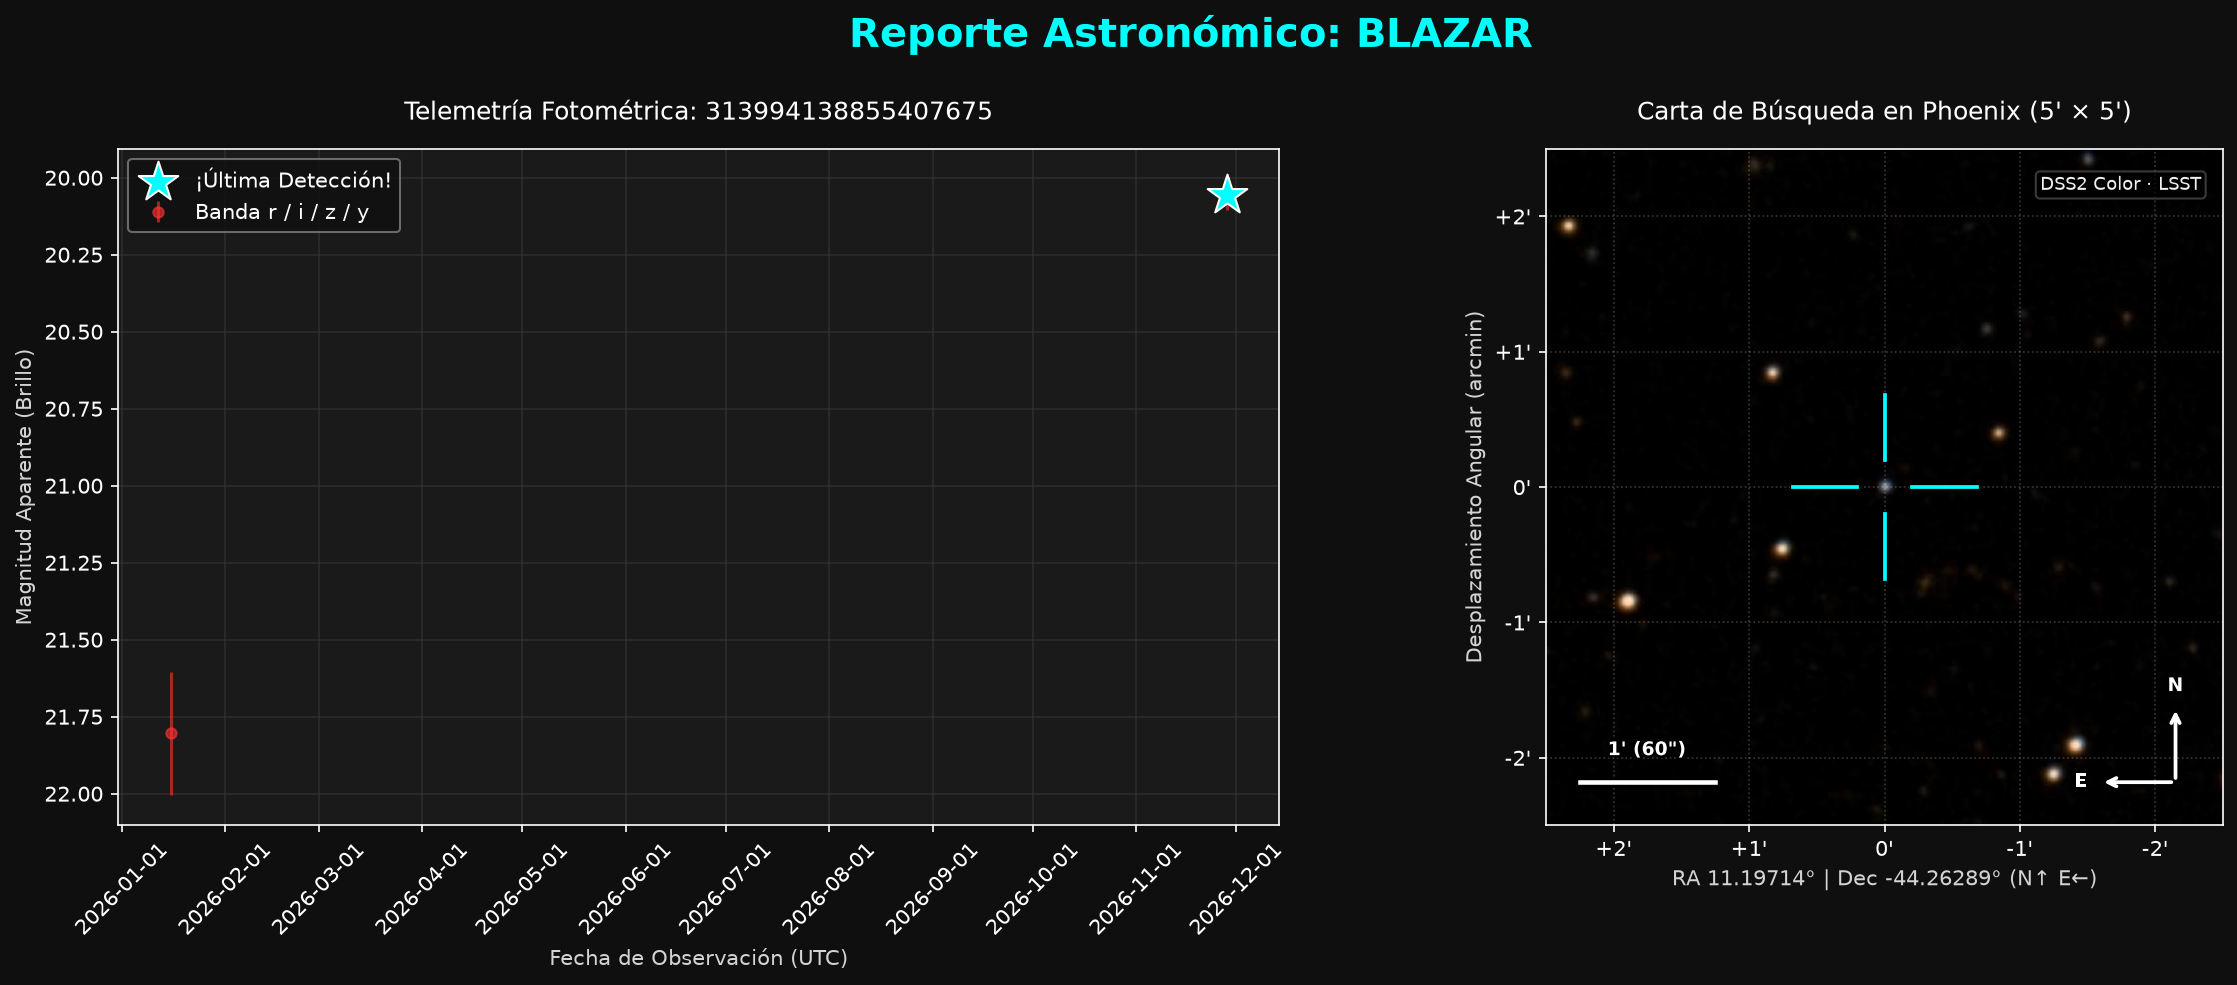 Reporte Astronómico: BLAZAR
Telemetría Fotométrica: 313994138855407675
¡Última Detección!
Banda r / i / z / y
Magnitud Aparente (Brillo)
20.00
20.25
20.50
20.75
21.00
21.25
21.50
21.75
22.00
2026-01-01
2026-02-01
2026-03-01
2026-04-01
2026-05-01
2026-06-01
2026-07-01
2026-08-01
2026-09-01
2026-10-01
2026-11-01
2026-12-01
Fecha de Observación (UTC)
Carta de Búsqueda en Phoenix (5' × 5')
DSS2 Color · LSST
Desplazamiento Angular (arcmin)
+2'
+1'
0'
-1'
-2'
N
E
1' (60")
+2'
+1'
0'
-1'
-2'
RA 11.19714° | Dec -44.26289° (N↑ E←)